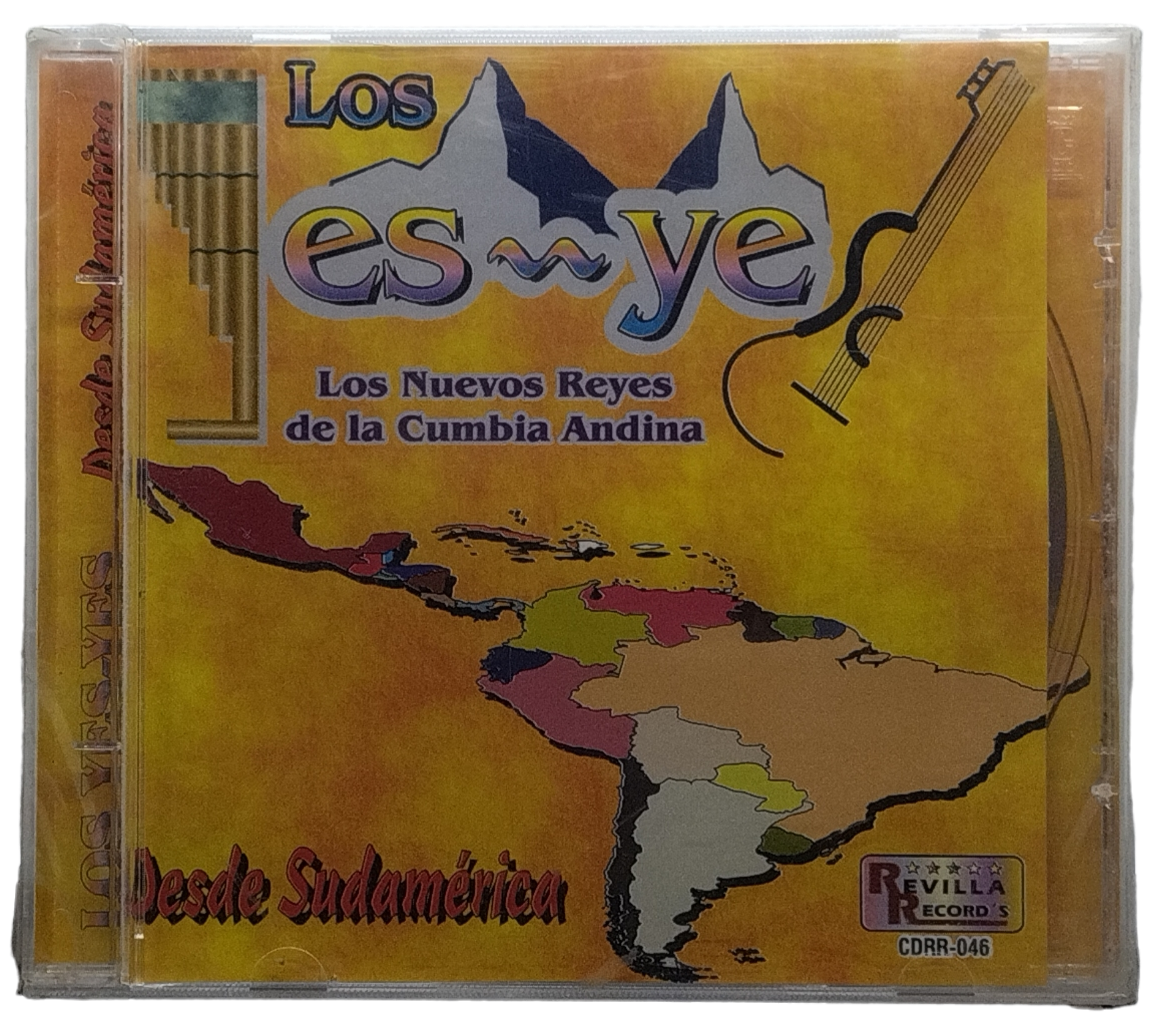 Los
es~ye
Los Nuevos Reyes
de la Cumbia Andina
Desde Sudamérica
REVILLA
RECORD'S
CDRR-046
LOS YES-YES
Desde Sudamérica